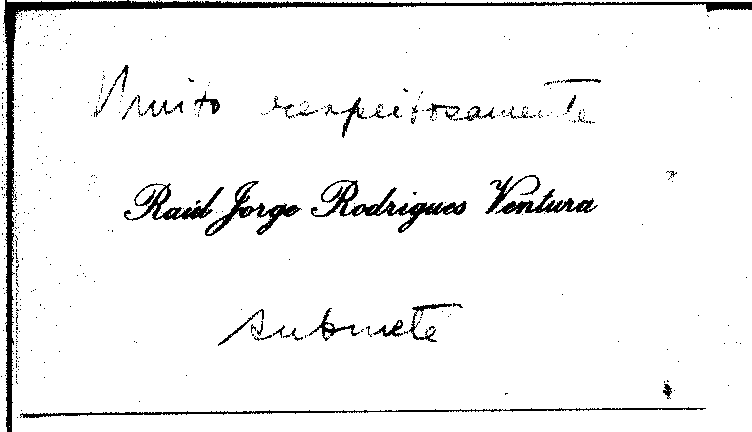 Muito respeitosamente
Raúl Jorge Rodrigues Ventura
submete